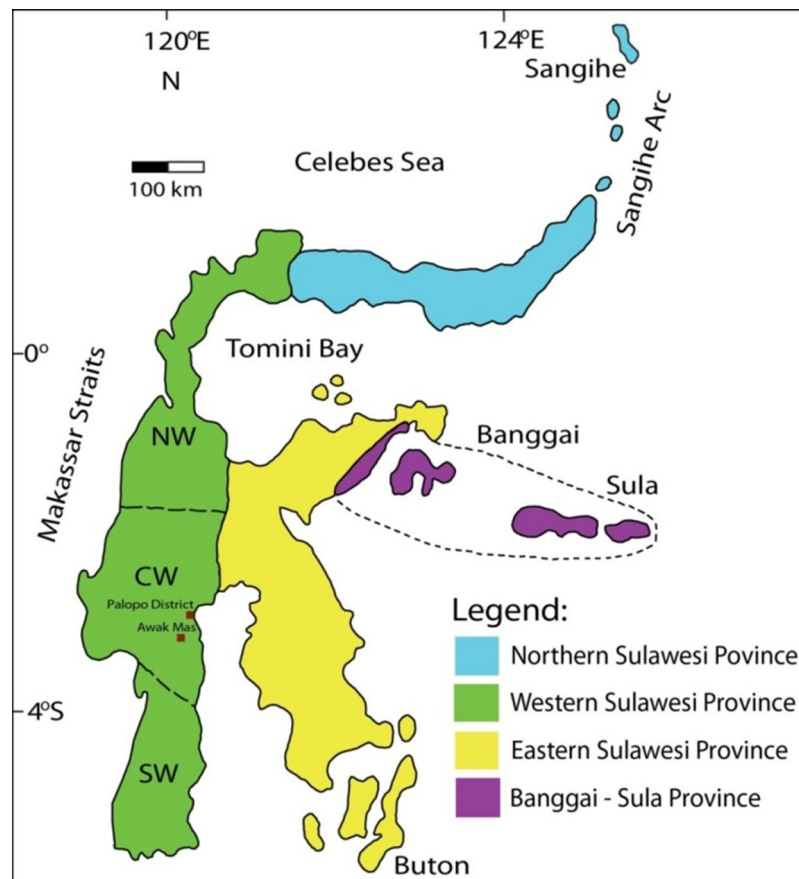 120ºE
124ºE
N
Sangihe
100 km
Celebes Sea
Sangihe Arc
0º
Tomini Bay
Makassar Straits
NW
Banggai
Sula
CW
Palopo District
Awak Mas
4ºS
SW
Buton
Legend:
Northern Sulawesi Povince
Western Sulawesi Province
Eastern Sulawesi Province
Banggai - Sula Province